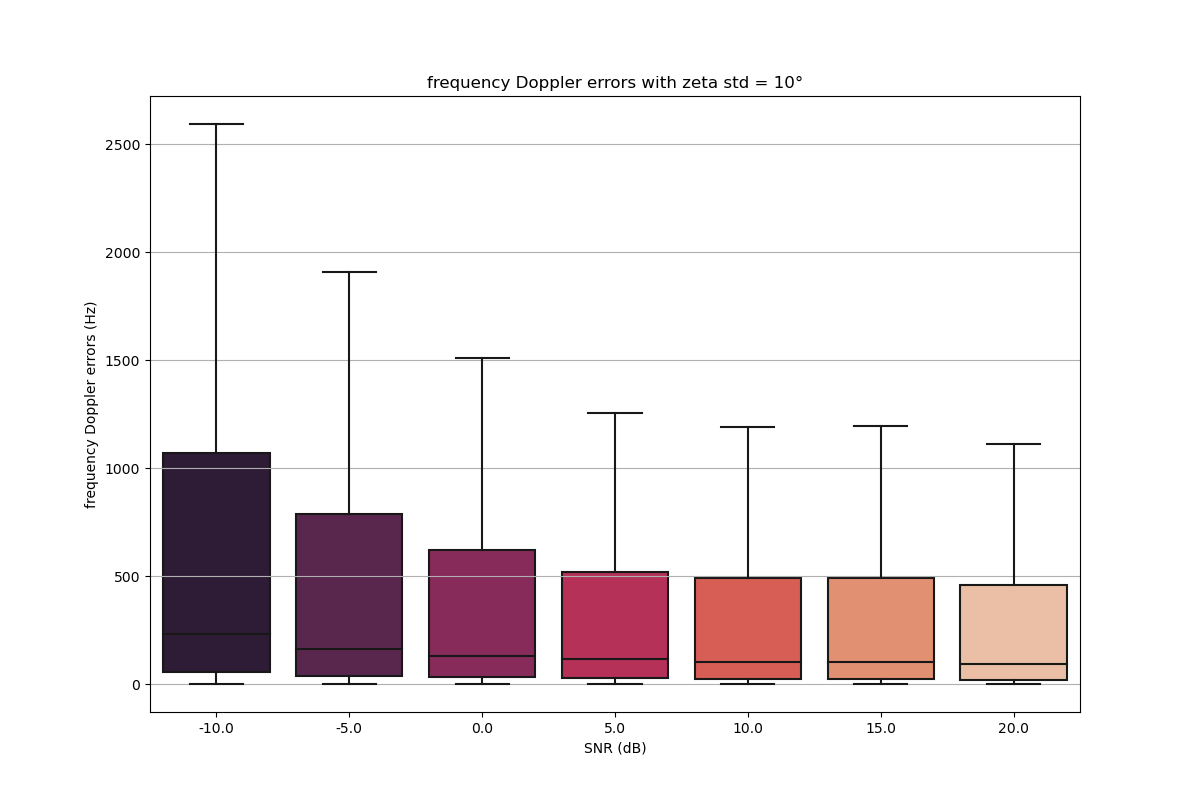 frequency Doppler errors with zeta std = 10°
frequency Doppler errors (Hz)
2500
2000
1500
1000
500
0
-10.0 -5.0 0.0 5.0 10.0 15.0 20.0
SNR (dB)